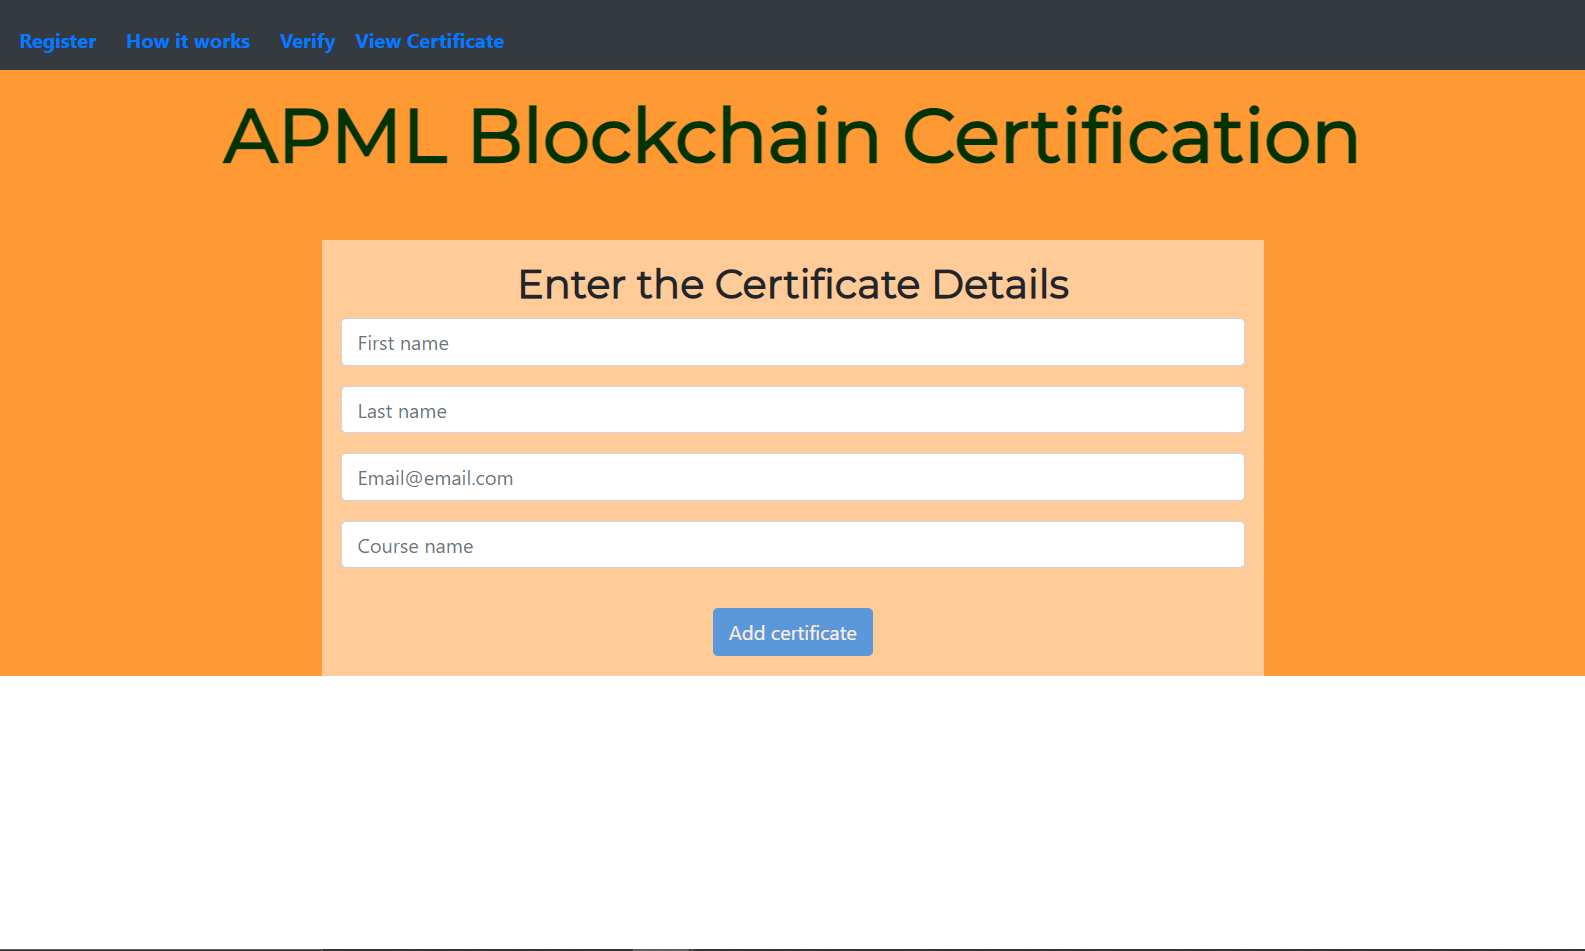 Register How it works Verify View Certificate
APML Blockchain Certification
Enter the Certificate Details
First name
Last name
Email@email.com
Course name
Add certificate